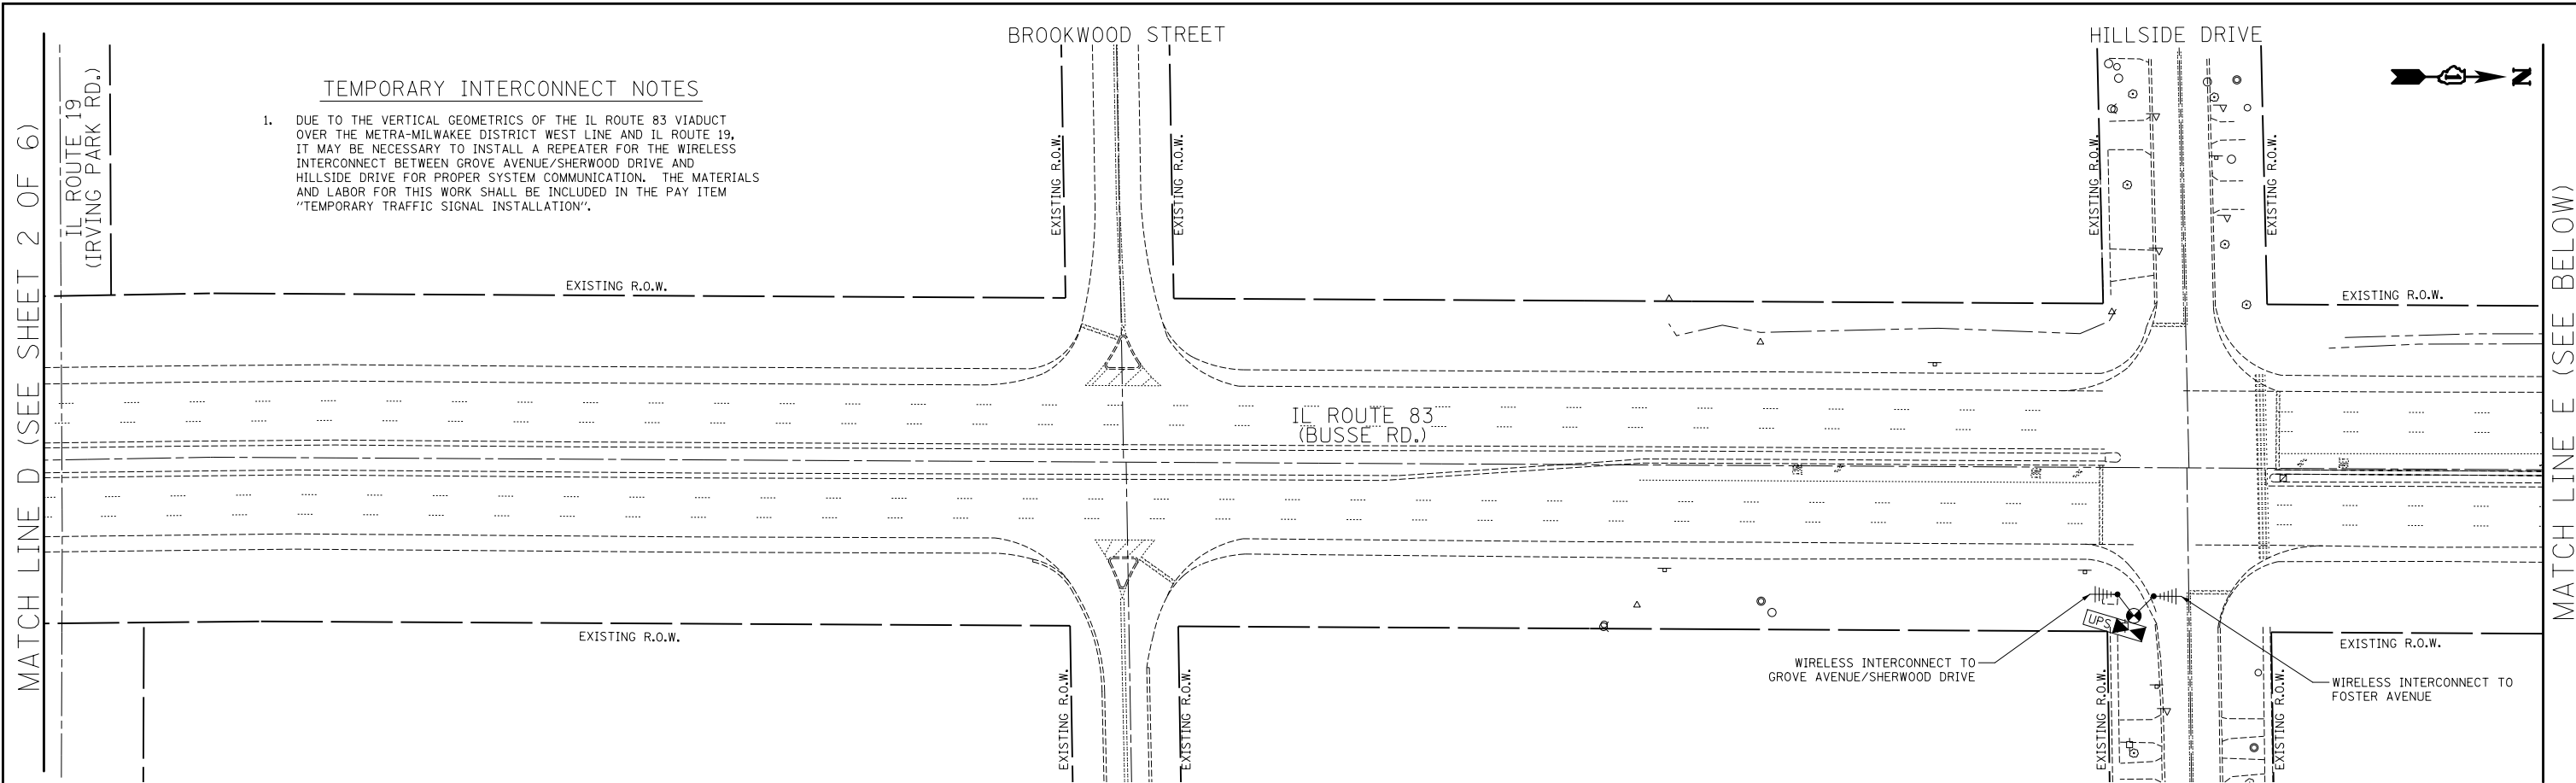 BROOKWOOD STREET
HILLSIDE DRIVE
N
MATCH LINE D (SEE SHEET 2 OF 6)
IL ROUTE 19
(IRVING PARK RD.)
TEMPORARY INTERCONNECT NOTES
1. DUE TO THE VERTICAL GEOMETRICS OF THE IL ROUTE 83 VIADUCT
OVER THE METRA-MILWAKEE DISTRICT WEST LINE AND IL ROUTE 19,
IT MAY BE NECESSARY TO INSTALL A REPEATER FOR THE WIRELESS
INTERCONNECT BETWEEN GROVE AVENUE/SHERWOOD DRIVE AND
HILLSIDE DRIVE FOR PROPER SYSTEM COMMUNICATION. THE MATERIALS
AND LABOR FOR THIS WORK SHALL BE INCLUDED IN THE PAY ITEM
"TEMPORARY TRAFFIC SIGNAL INSTALLATION".
EXISTING R.O.W.
EXISTING R.O.W.
EXISTING R.O.W.
EXISTING R.O.W.
EXISTING R.O.W.
EXISTING R.O.W.
MATCH LINE E (SEE BELOW)
IL ROUTE 83
(BUSSE RD.)
EXISTING R.O.W.
EXISTING R.O.W.
UPS
WIRELESS INTERCONNECT TO
GROVE AVENUE/SHERWOOD DRIVE
WIRELESS INTERCONNECT TO
FOSTER AVENUE
EXISTING R.O.W.
EXISTING R.O.W.
EXISTING R.O.W.
EXISTING R.O.W.